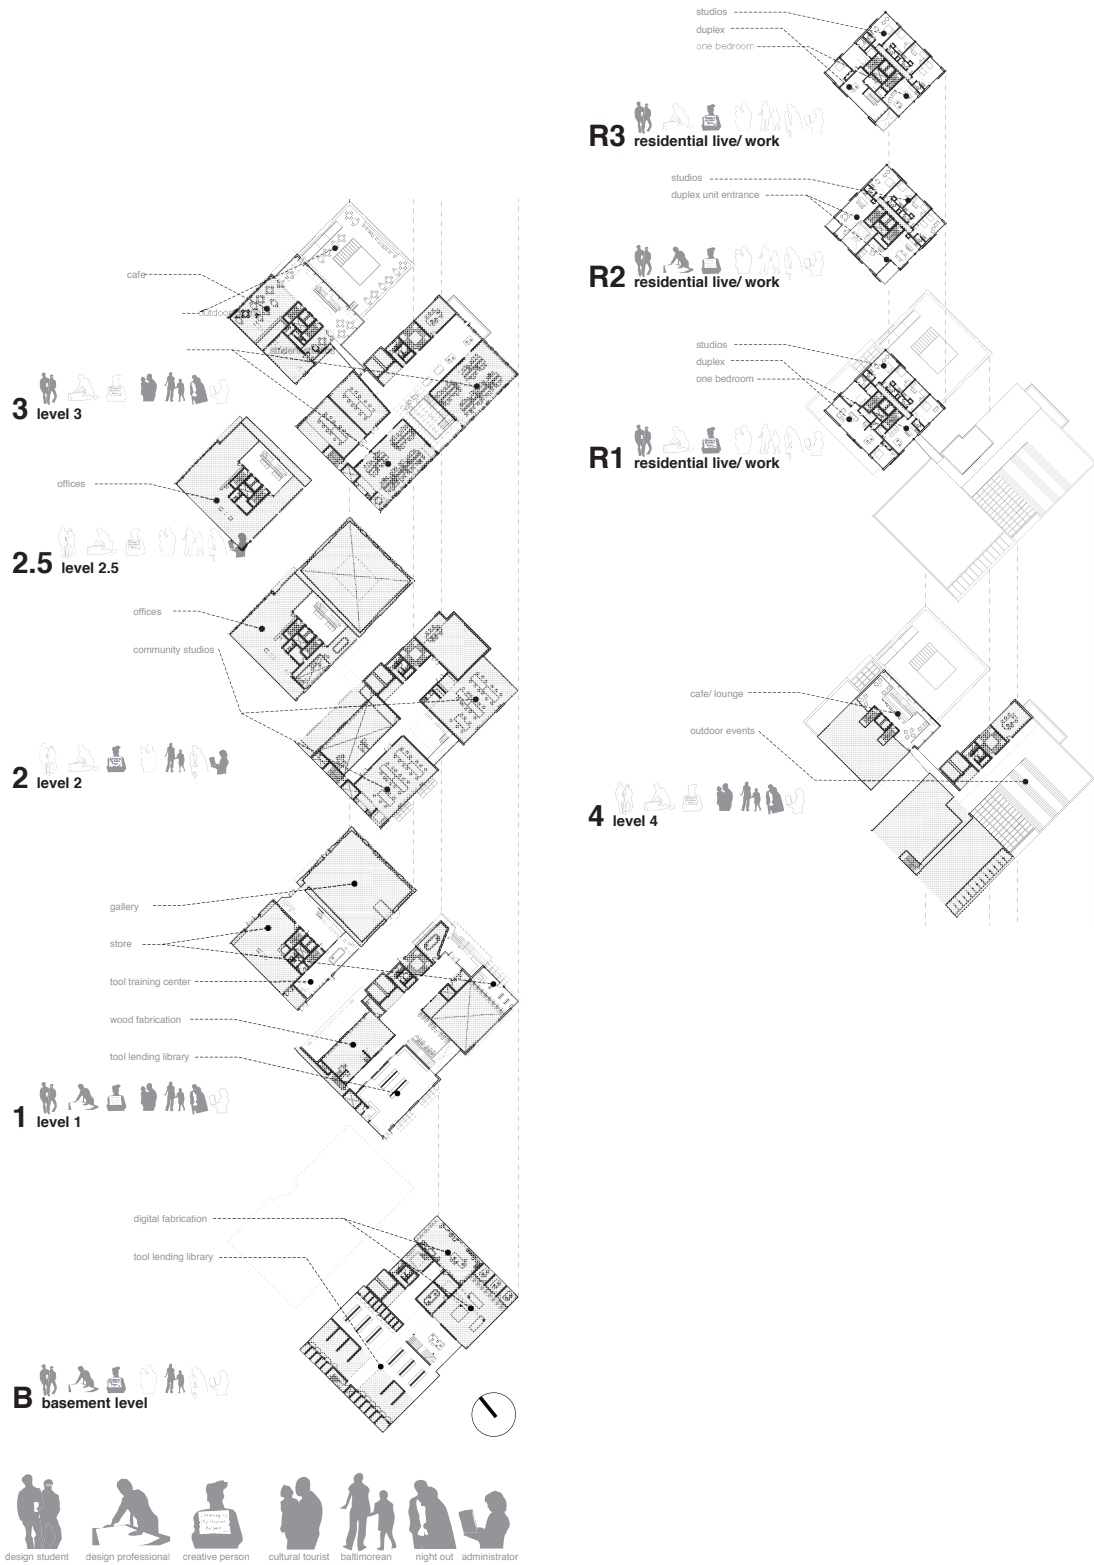 studios
duplex
one bedroom
R3 residential live/ work
studios
duplex unit entrance
R2 residential live/ work
studios
duplex
one bedroom
R1 residential live/ work
cafe/ lounge
outdoor events
4 level 4
cafe
outdoor
student
3 level 3
offices
2.5 level 2.5
offices
community studios
2 level 2
gallery
store
tool training center
wood fabrication
tool lending library
1 level 1
digital fabrication
tool lending library
B basement level
design student design professional creative person cultural tourist baltimorean night out administrator